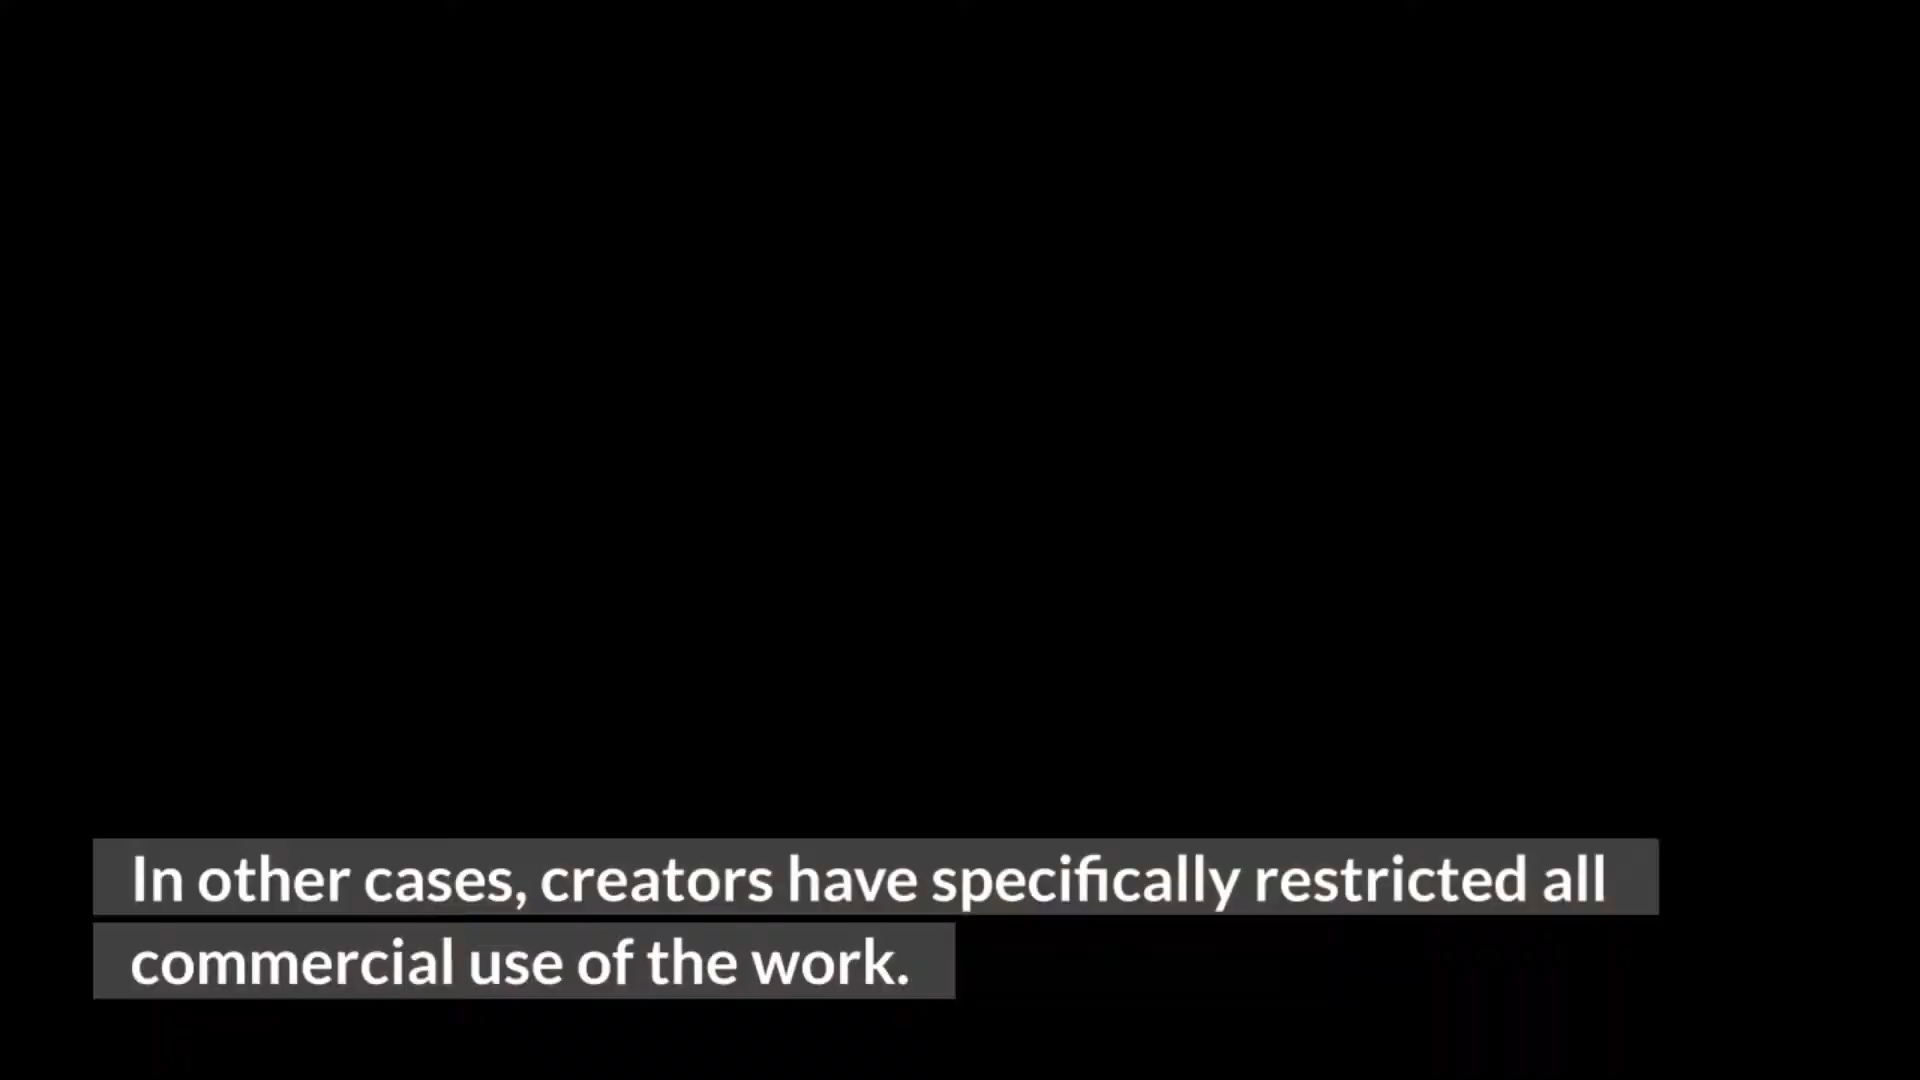 In other cases, creators have specifically restricted all
commercial use of the work.